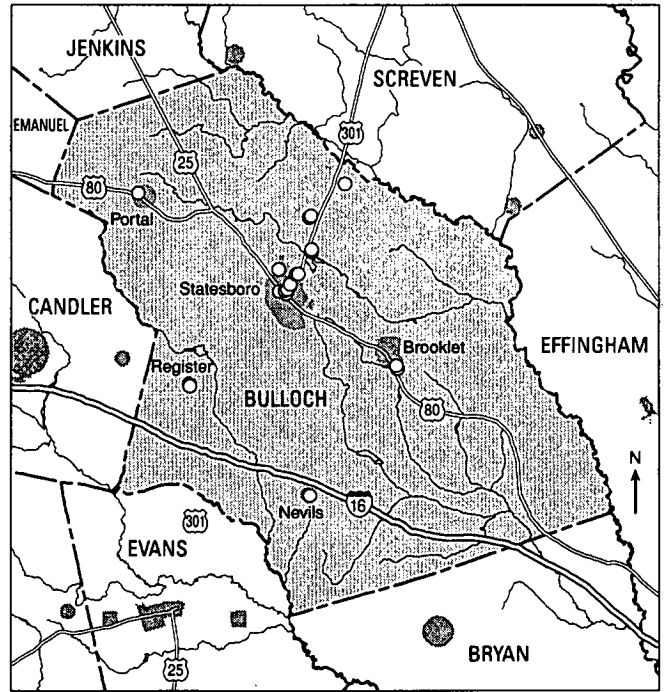 JENKINS
SCREVEN
EMANUEL
301
25
80
Portal
Statesboro
CANDLER
EFFINGHAM
Brooklet
Register
BULLOCH
80
N
16
Nevils
301
EVANS
BRYAN
25